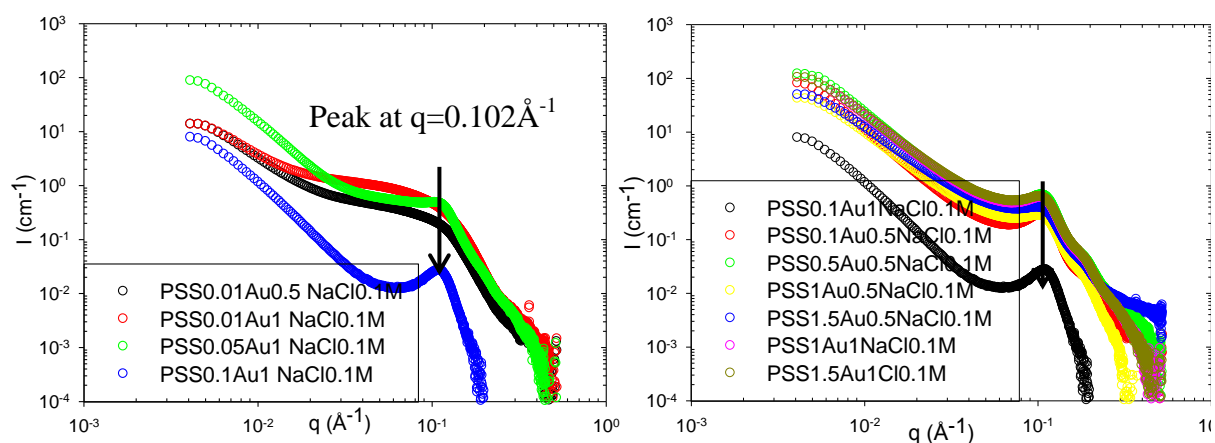 10³
10²
10¹
10⁰
10⁻¹
10⁻²
10⁻³
10⁻⁴
I (cm⁻¹)
Peak at q=0.102Å⁻¹
PSS0.01Au0.5 NaCl0.1M
PSS0.01Au1 NaCl0.1M
PSS0.05Au1 NaCl0.1M
PSS0.1Au1 NaCl0.1M
10⁻³ 10⁻² 10⁻¹ 10⁰
q (Å⁻¹)
10³
10²
10¹
10⁰
10⁻¹
10⁻²
10⁻³
10⁻⁴
I (cm⁻¹)
PSS0.1Au1NaCl0.1M
PSS0.1Au0.5NaCl0.1M
PSS0.5Au0.5NaCl0.1M
PSS1Au0.5NaCl0.1M
PSS1.5Au0.5NaCl0.1M
PSS1Au1NaCl0.1M
PSS1.5Au1Cl0.1M
10⁻³ 10⁻² 10⁻¹ 10
q (Å⁻¹)